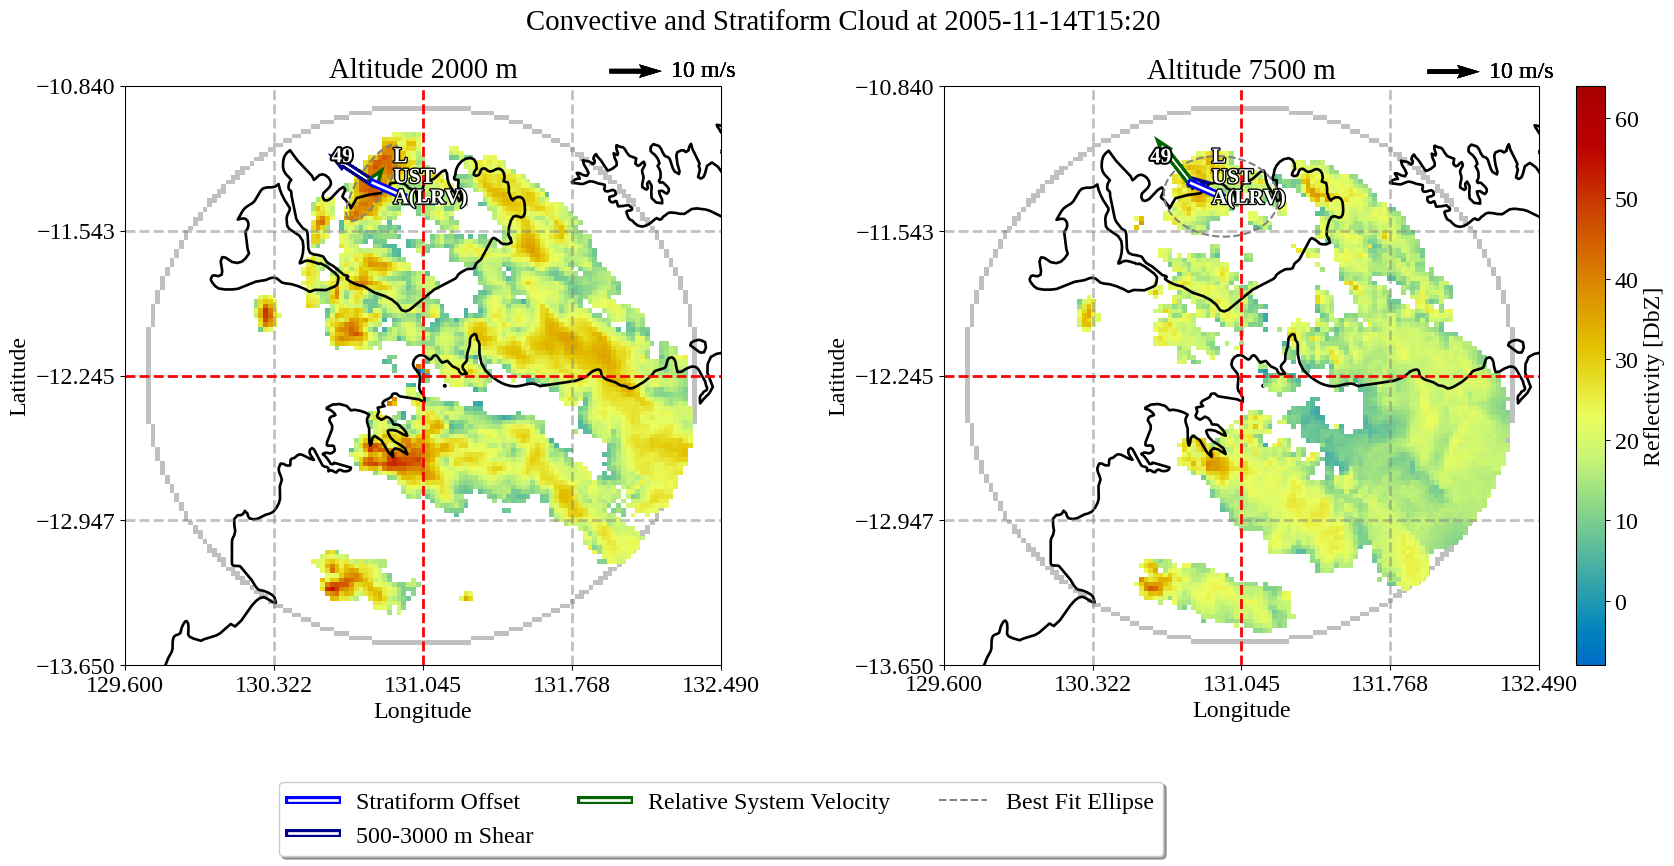 Convective and Stratiform Cloud at 2005-11-14T15:20
Altitude 2000 m
10 m/s
−10.840
−11.543
−12.245
−12.947
−13.650
129.600
130.322
131.045
131.768
132.490
Latitude
Longitude
49
L
UST
A(LRV)
Altitude 7500 m
10 m/s
−10.840
−11.543
−12.245
−12.947
−13.650
129.600
130.322
131.045
131.768
132.490
Latitude
Longitude
49
L
UST
A(LRV)
60
50
40
30
20
10
0
Reflectivity [DbZ]
Stratiform Offset
500-3000 m Shear
Relative System Velocity
Best Fit Ellipse